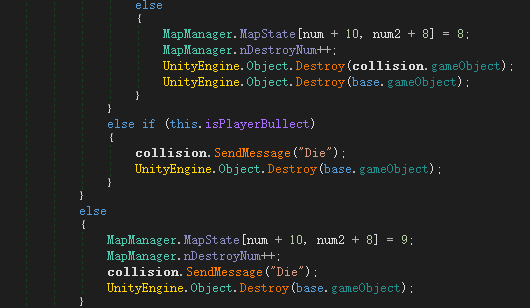 else
{
MapManager.MapState[num + 10, num2 + 8] = 8;
MapManager.nDestroyNum++;
UnityEngine.Object.Destroy(collision.gameObject);
UnityEngine.Object.Destroy(base.gameObject);
}
}
else if (this.isPlayerBullect)
{
collision.SendMessage("Die");
UnityEngine.Object.Destroy(base.gameObject);
}
}
else
{
MapManager.MapState[num + 10, num2 + 8] = 9;
MapManager.nDestroyNum++;
collision.SendMessage("Die");
UnityEngine.Object.Destroy(base.gameObject);
}